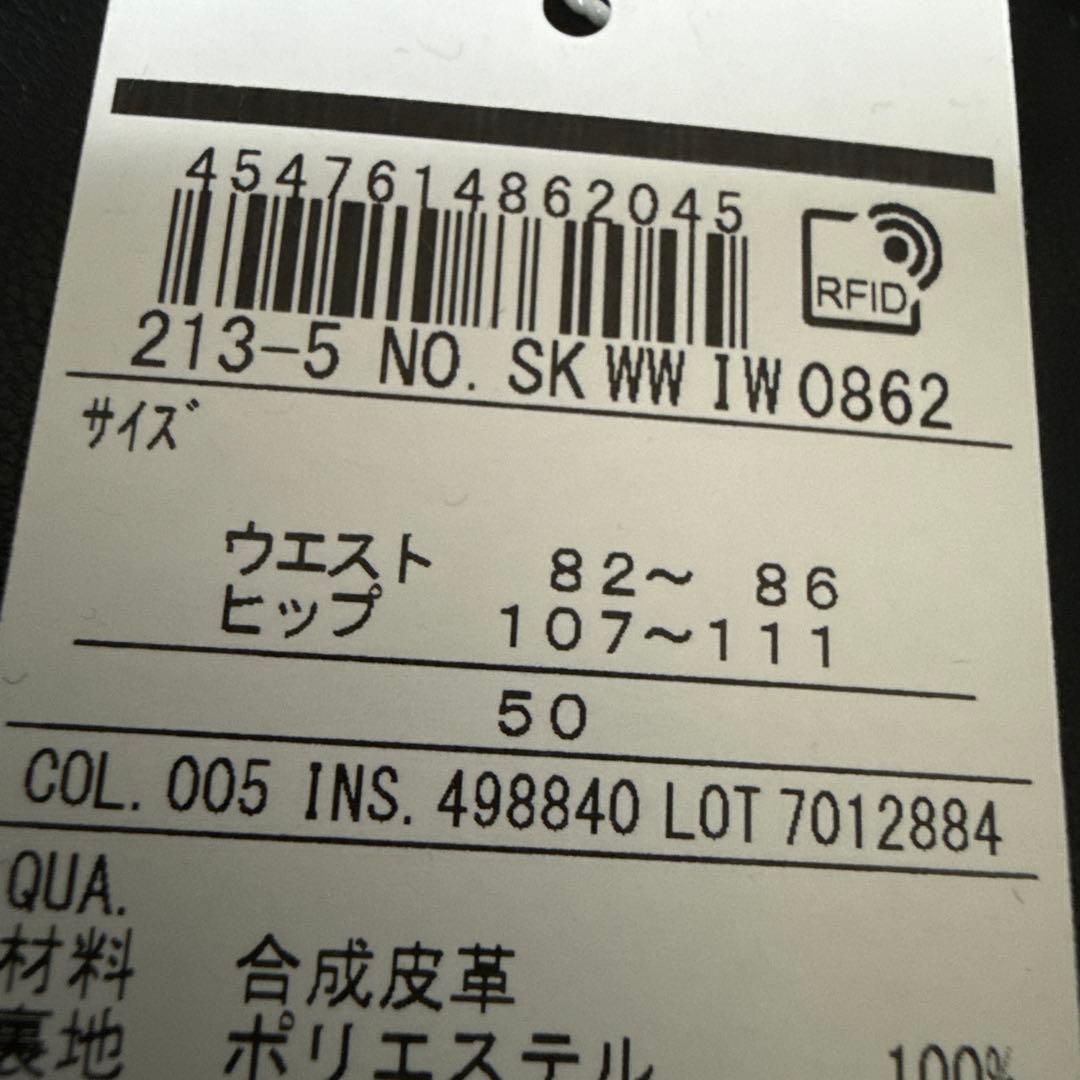 4547614862045
RFID
213-5 NO. SK WW IW 0862
サイズ
ウエスト 82～ 86
ヒップ 107～111
50
COL. 005 INS. 498840 LOT 7012884
QUA.
材料 合成皮革
裏地 ポリエステル 100%